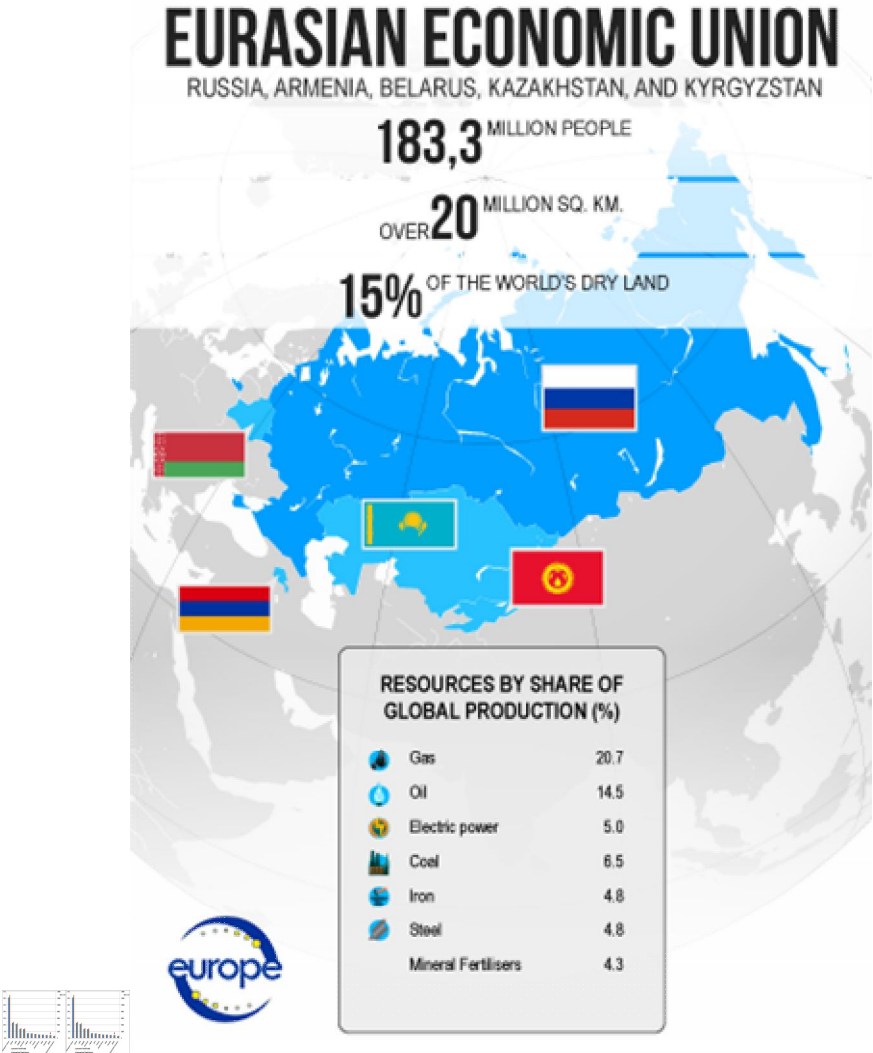 EURASIAN ECONOMIC UNION
RUSSIA, ARMENIA, BELARUS, KAZAKHSTAN, AND KYRGYZSTAN
183,3 MILLION PEOPLE
OVER 20 MILLION SQ. KM.
15% OF THE WORLD'S DRY LAND
RESOURCES BY SHARE OF
GLOBAL PRODUCTION (%)
Gas 20.7
Oil 14.5
Electric power 5.0
Coal 6.5
Iron 4.8
Steel 4.8
Mineral Fertilisers 4.3
europe